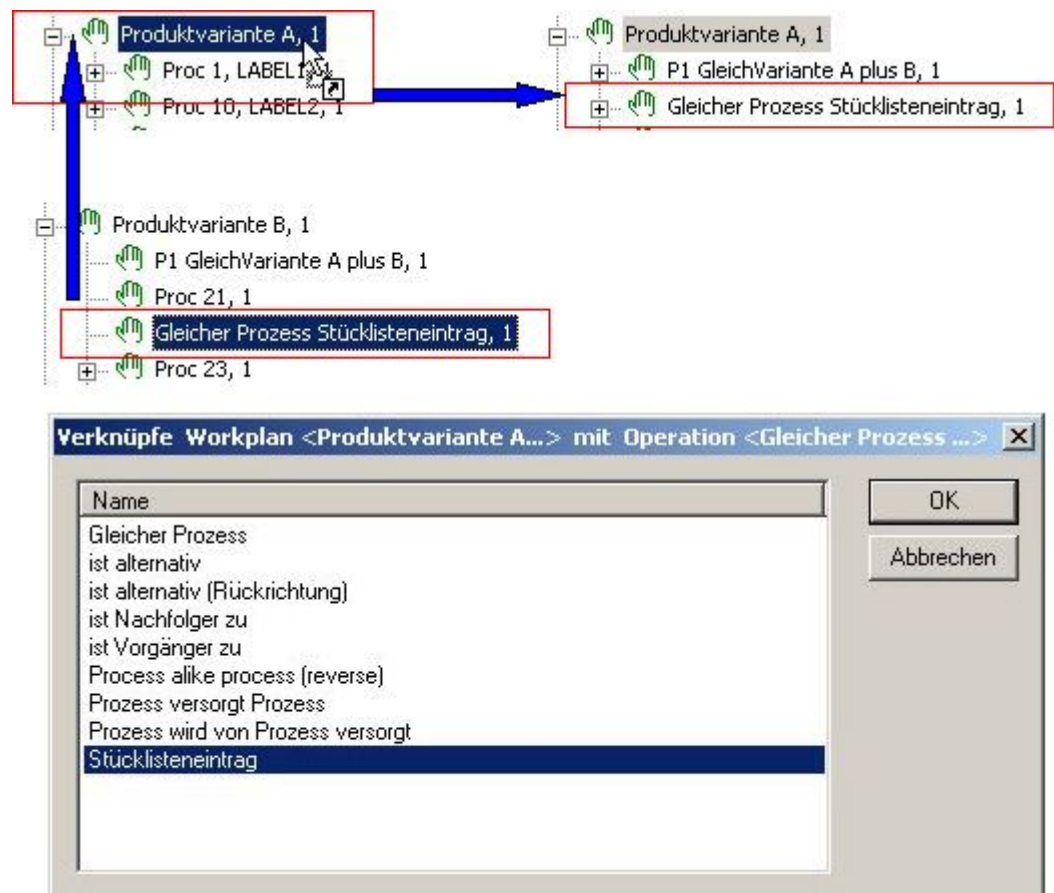 Produktvariante A, 1
Proc 1, LABEL1, 1
Proc 10, LABEL2, 1
Produktvariante A, 1
P1 GleichVariante A plus B, 1
Gleicher Prozess Stücklisteneintrag, 1
Produktvariante B, 1
P1 GleichVariante A plus B, 1
Proc 21, 1
Gleicher Prozess Stücklisteneintrag, 1
Proc 23, 1
Verknüpfe Workplan <Produktvariante A...> mit Operation <Gleicher Prozess ...>
Name
OK
Gleicher Prozess
Abbrechen
ist alternativ
ist alternativ (Rückrichtung)
ist Nachfolger zu
ist Vorgänger zu
Process alike process (reverse)
Prozess versorgt Prozess
Prozess wird von Prozess versorgt
Stücklisteneintrag